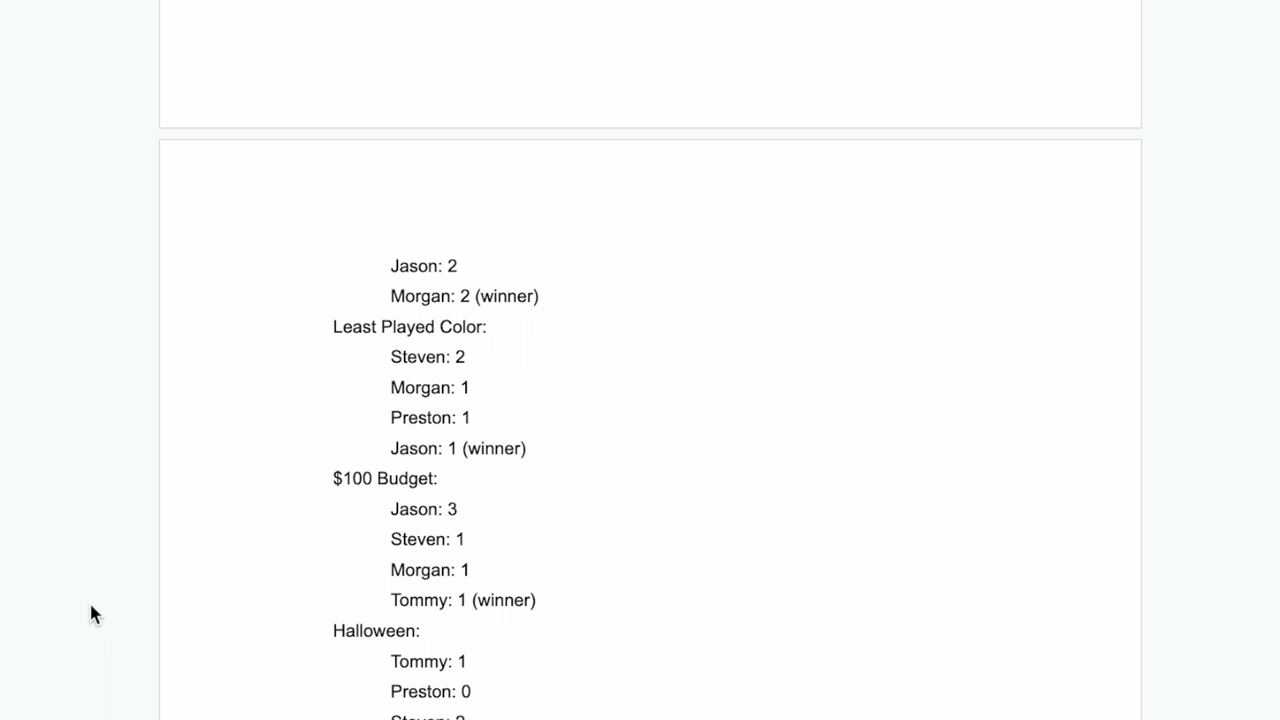 Jason: 2
Morgan: 2 (winner)
Least Played Color:
Steven: 2
Morgan: 1
Preston: 1
Jason: 1 (winner)
$100 Budget:
Jason: 3
Steven: 1
Morgan: 1
Tommy: 1 (winner)
Halloween:
Tommy: 1
Preston: 0
Steven: